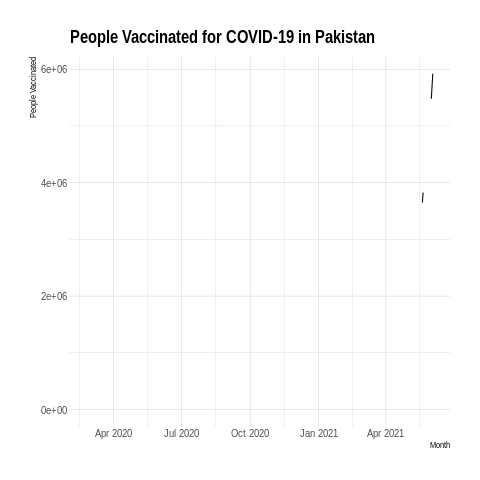 People Vaccinated for COVID-19 in Pakistan
People Vaccinated
6e+06
4e+06
2e+06
0e+00
Apr 2020 Jul 2020 Oct 2020 Jan 2021 Apr 2021
Month